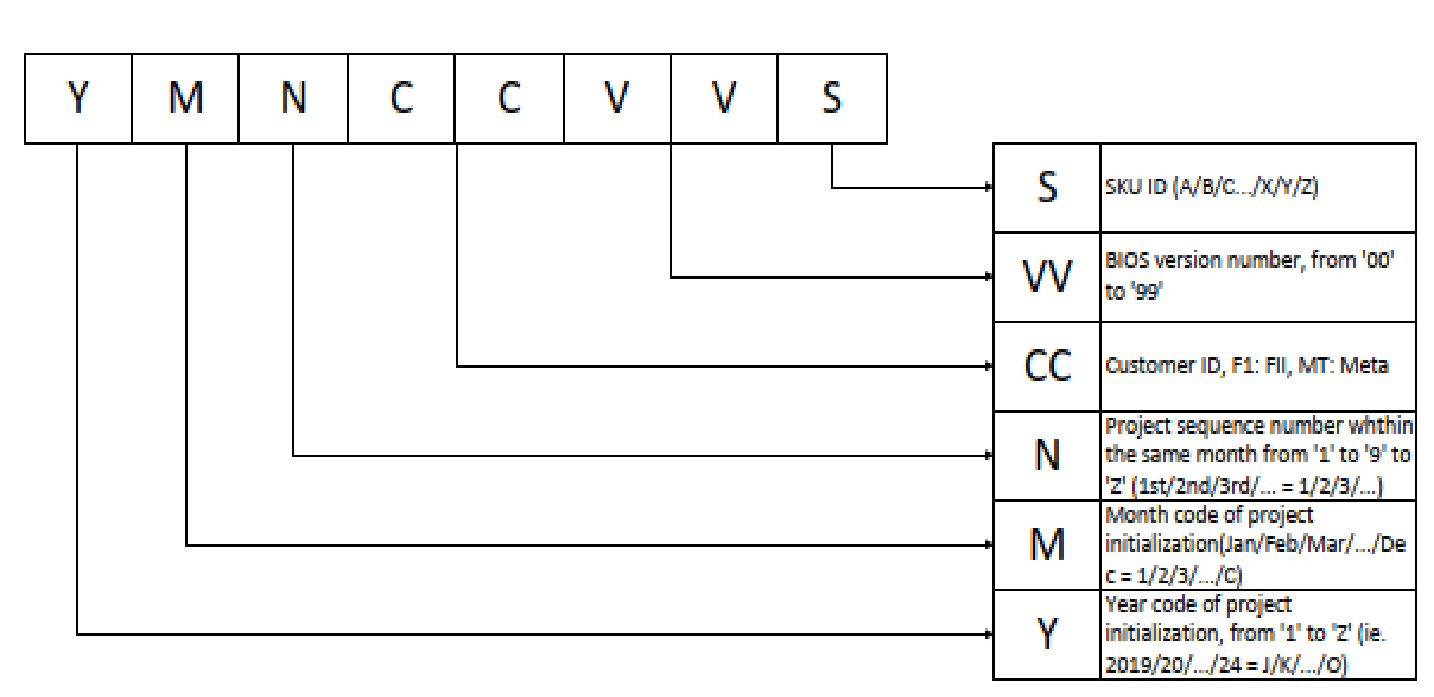 Y M N C C V V S
S SKU ID (A/B/C.../X/Y/Z)
VV BIOS version number, from '00'
to '99'
CC Customer ID, F1: FII, MT: Meta
N Project sequence number whthin
the same month from '1' to '9' to
'Z' (1st/2nd/3rd/... = 1/2/3/...)
M Month code of project
initialization(Jan/Feb/Mar/.../De
c = 1/2/3/.../C)
Y Year code of project
initialization, from '1' to 'Z' (ie.
2019/20/.../24 = J/K/.../O)